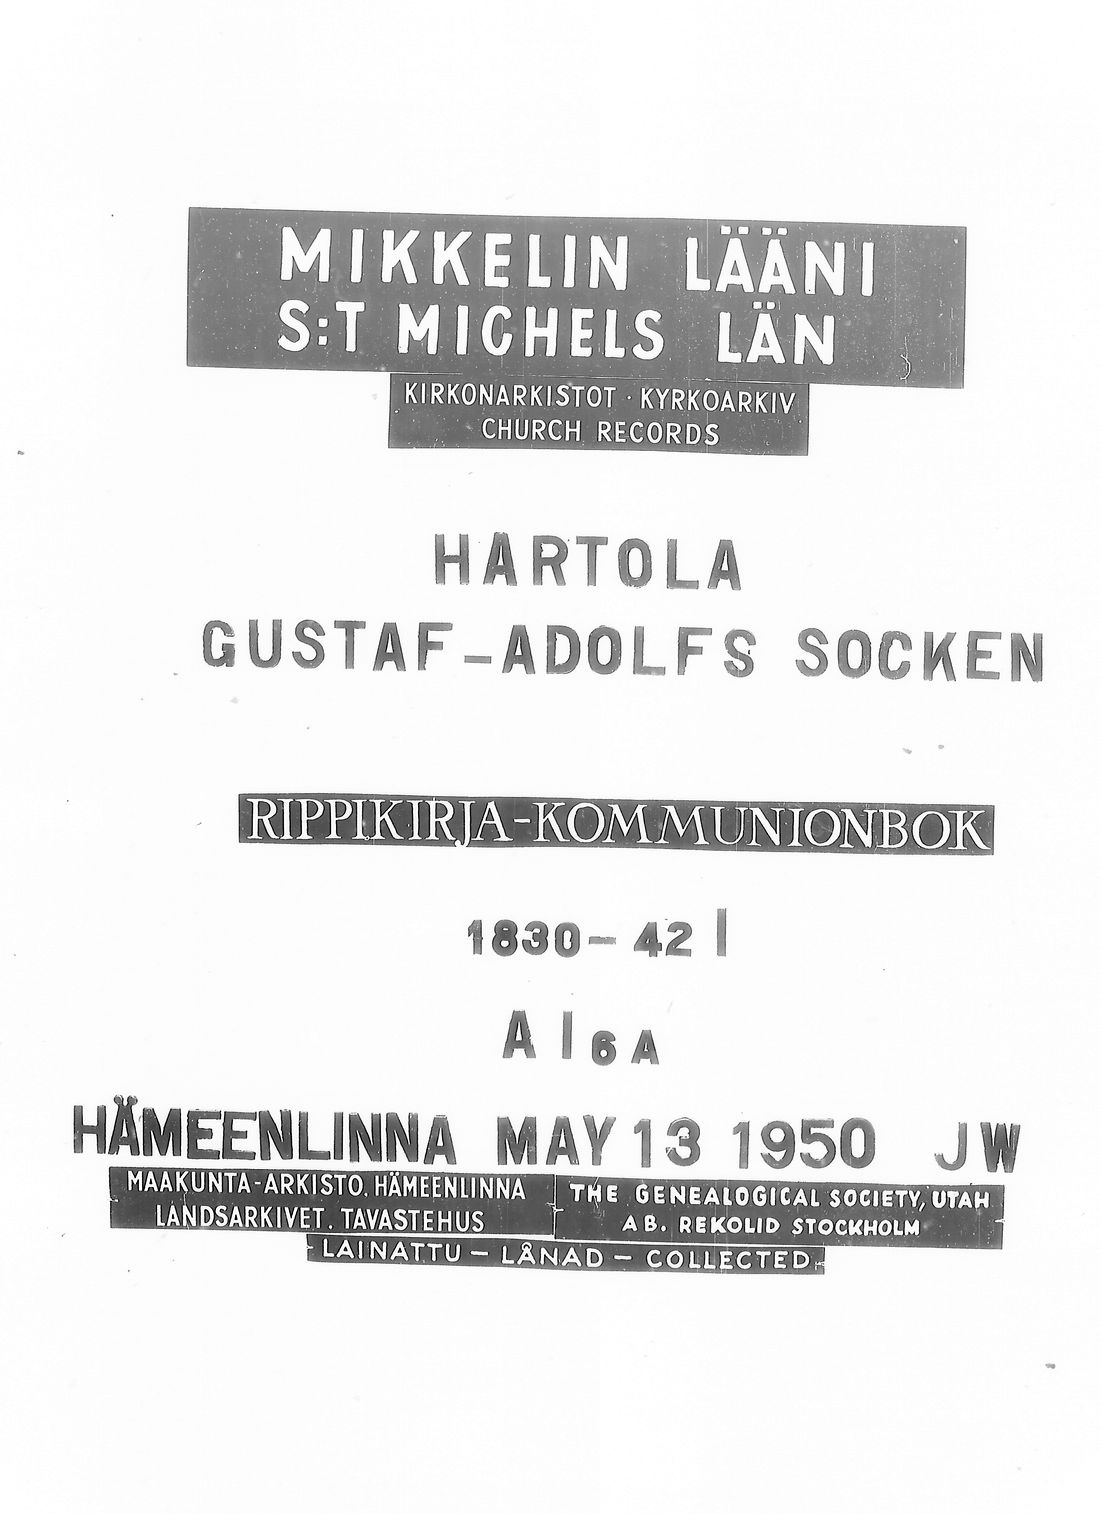 MIKKELIN LÄÄNI
S:T MICHELS LÄN
KIRKONARKISTOT · KYRKOARKIV
CHURCH RECORDS
HARTOLA
GUSTAF-ADOLFS SOCKEN
RIPPIKIRJA-KOMMUNIONBOK
1830-42 I
A I 6 A
HÄMEENLINNA MAY 13 1950 JW
MAAKUNTA-ARKISTO, HÄMEENLINNA
LANDSARKIVET, TAVASTEHUS
THE GENEALOGICAL SOCIETY, UTAH
AB. REKOLID STOCKHOLM
LAINATTU - LÅNAD - COLLECTED